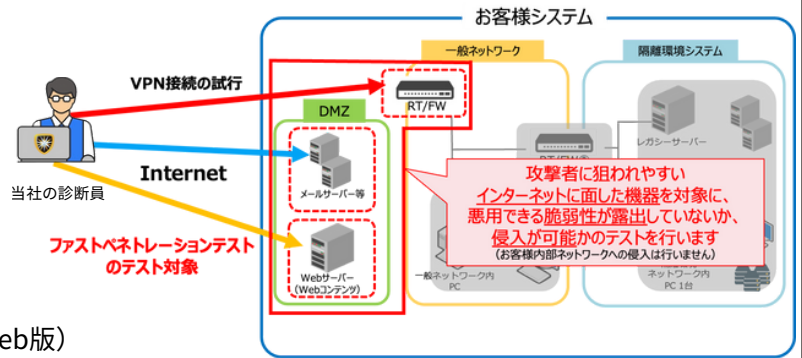 お客様システム
一般ネットワーク
隔離環境システム
VPN接続の試行
RT/FW
DMZ
レガシーサーバー
Internet
メールサーバー等
当社の診断員
攻撃者に狙われやすい
インターネットに面した機器を対象に、
悪用できる脆弱性が露出していないか、
侵入が可能かのテストを行います
(お客様内部ネットワークへの侵入は行いません)
ファストペネトレーションテスト
のテスト対象
Webサーバー
(Webコンテンツ)
一般ネットワーク内
PC
ネットワーク内
PC 1台
eb版）